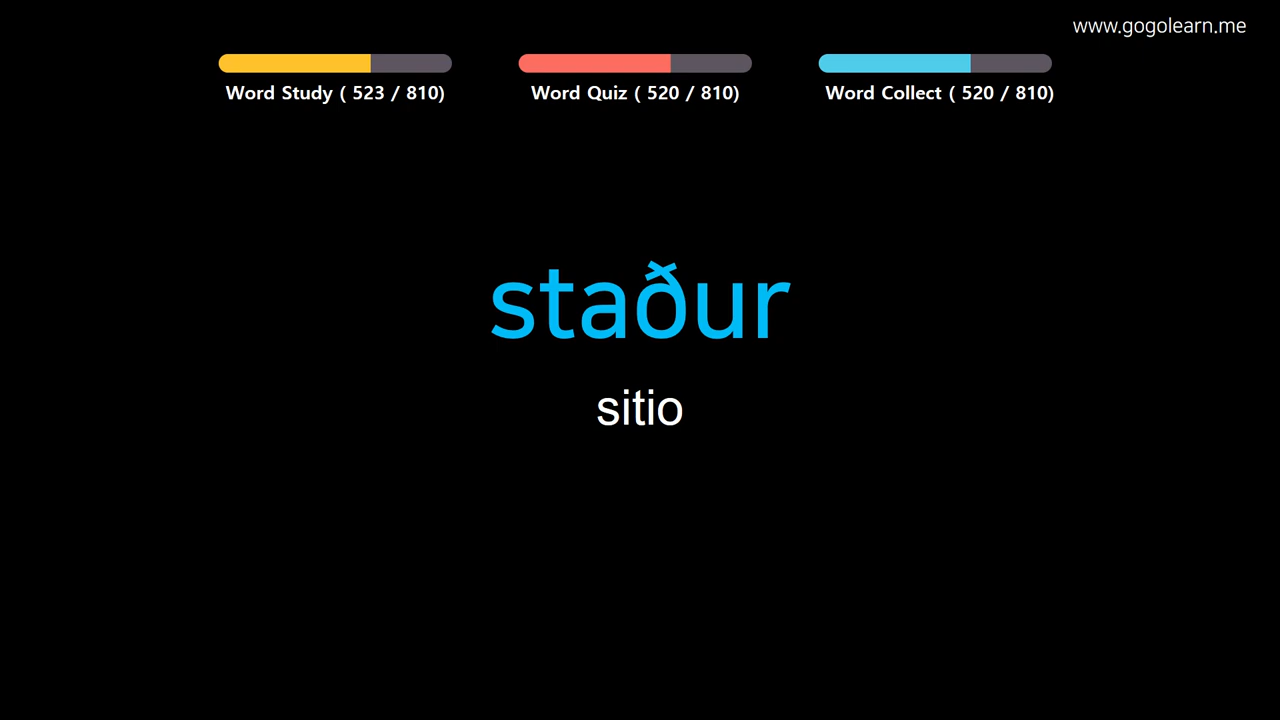 www.gogolearn.me
Word Study ( 523 / 810)
Word Quiz ( 520 / 810)
Word Collect ( 520 / 810)
staður
sitio